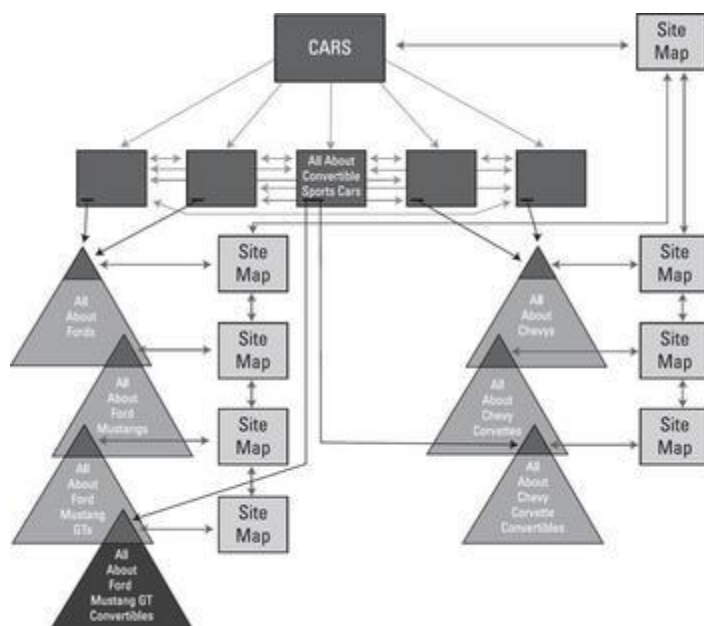 CARS
Site
Map
All About
Convertible
Sports Cars
Site
Map
Site
Map
All
About
Fords
All
About
Chevys
Site
Map
Site
Map
All
About
Ford
Mustangs
All
About
Chevy
Corvettes
Site
Map
Site
Map
All
About
Ford
Mustang
GTs
All
About
Chevy
Corvette
Convertibles
Site
Map
All
About
Ford
Mustang GT
Convertibles